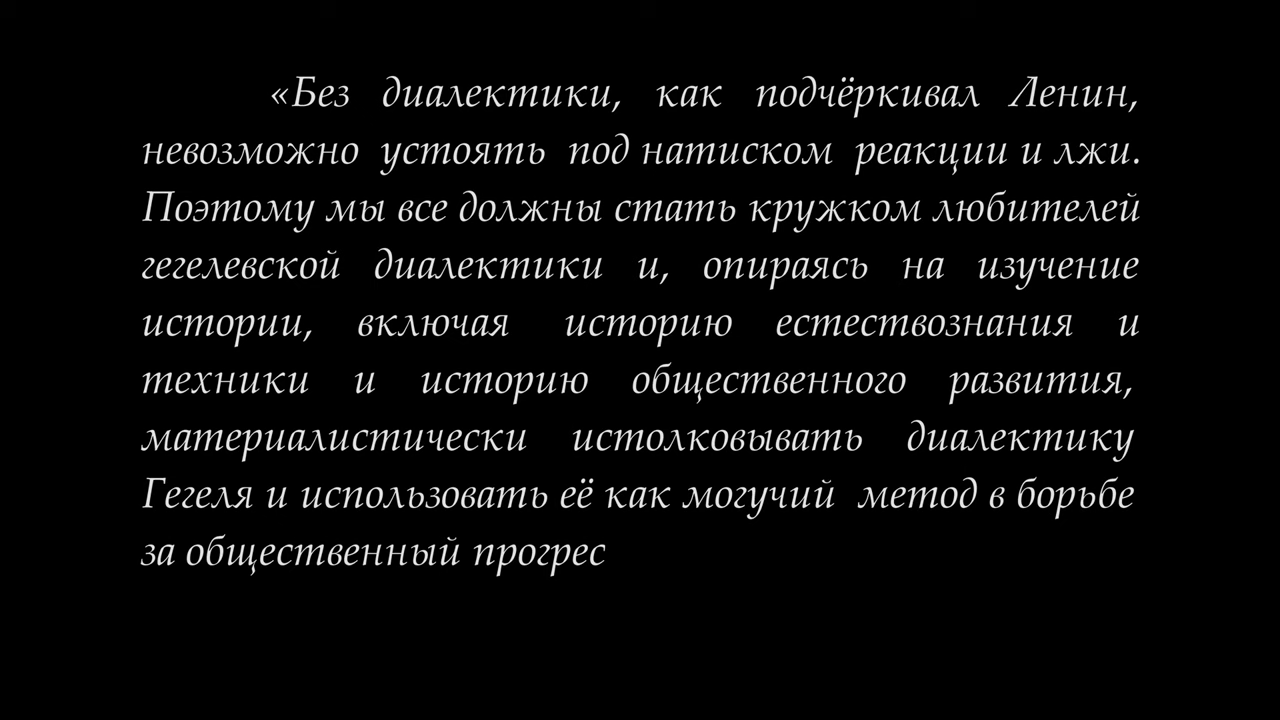 «Без диалектики, как подчёркивал Ленин,
невозможно устоять под натиском реакции и лжи.
Поэтому мы все должны стать кружком любителей
гегелевской диалектики и, опираясь на изучение
истории, включая историю естествознания и
техники и историю общественного развития,
материалистически истолковывать диалектику
Гегеля и использовать её как могучий метод в борьбе
за общественный прогрес